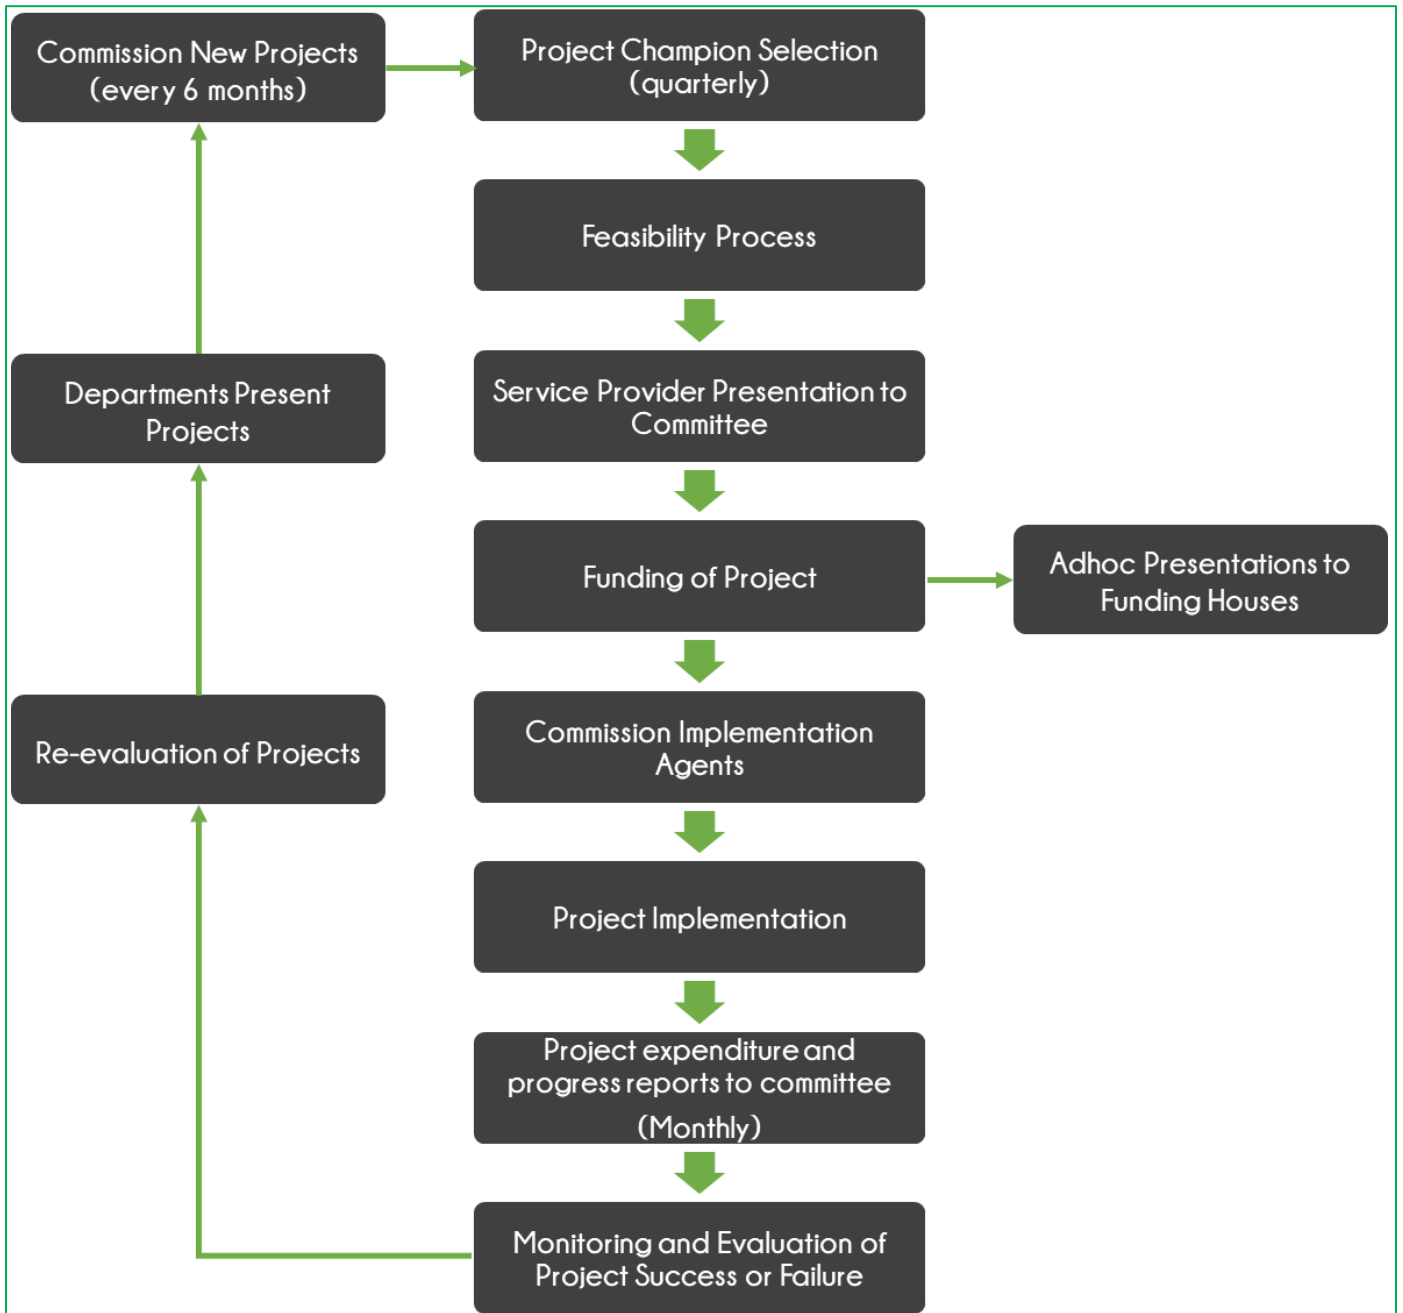 Commission New Projects
(every 6 months)
Project Champion Selection
(quarterly)
Feasibility Process
Departments Present
Projects
Service Provider Presentation to
Committee
Funding of Project
Adhoc Presentations to
Funding Houses
Re-evaluation of Projects
Commission Implementation
Agents
Project Implementation
Project expenditure and
progress reports to committee
(Monthly)
Monitoring and Evaluation of
Project Success or Failure